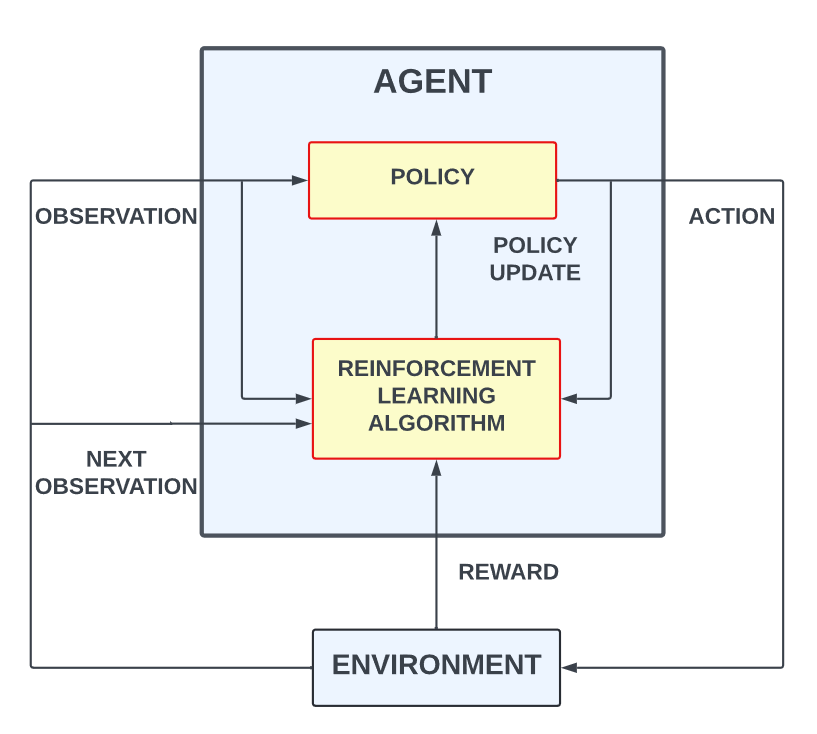 AGENT
POLICY
OBSERVATION
ACTION
POLICY
UPDATE
REINFORCEMENT
LEARNING
ALGORITHM
NEXT
OBSERVATION
REWARD
ENVIRONMENT